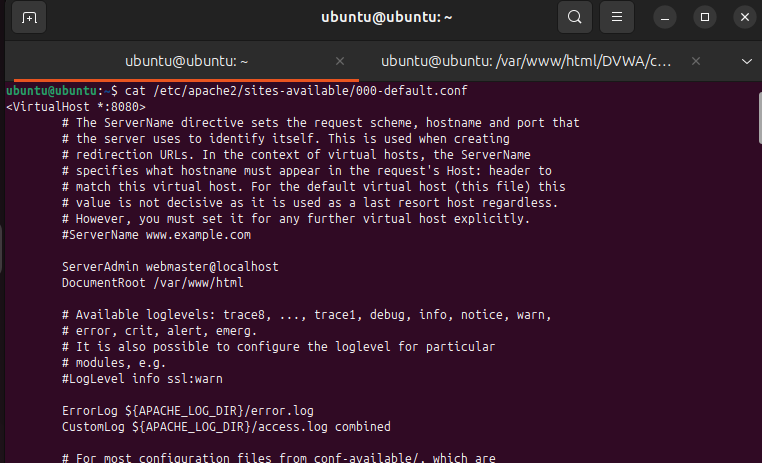 ubuntu@ubuntu: ~
ubuntu@ubuntu: ~
ubuntu@ubuntu: /var/www/html/DVWA/c...
ubuntu@ubuntu:~$ cat /etc/apache2/sites-available/000-default.conf
<VirtualHost *:8080>
# The ServerName directive sets the request scheme, hostname and port that
# the server uses to identify itself. This is used when creating
# redirection URLs. In the context of virtual hosts, the ServerName
# specifies what hostname must appear in the request's Host: header to
# match this virtual host. For the default virtual host (this file) this
# value is not decisive as it is used as a last resort host regardless.
# However, you must set it for any further virtual host explicitly.
#ServerName www.example.com
ServerAdmin webmaster@localhost
DocumentRoot /var/www/html
# Available loglevels: trace8, ..., trace1, debug, info, notice, warn,
# error, crit, alert, emerg.
# It is also possible to configure the loglevel for particular
# modules, e.g.
#LogLevel info ssl:warn
ErrorLog ${APACHE_LOG_DIR}/error.log
CustomLog ${APACHE_LOG_DIR}/access.log combined
# For most configuration files from conf-available/, which are